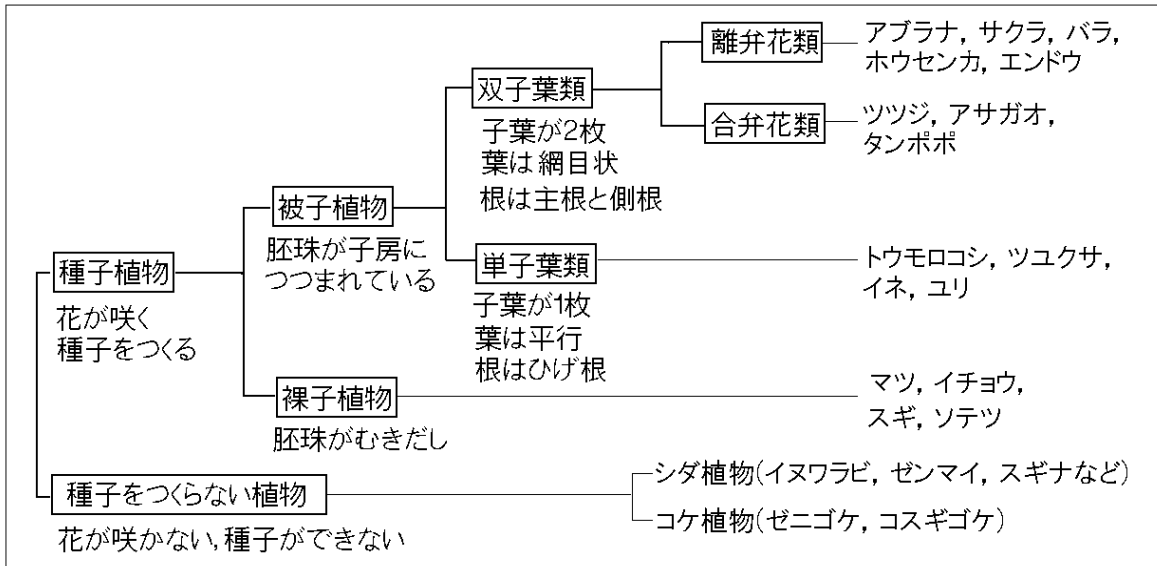 離弁花類
アブラナ, サクラ, バラ,
ホウセンカ, エンドウ
双子葉類
子葉が2枚
葉は網目状
根は主根と側根
合弁花類
ツツジ, アサガオ,
タンポポ
被子植物
胚珠が子房に
つつまれている
単子葉類
子葉が1枚
葉は平行
根はひげ根
トウモロコシ, ツユクサ,
イネ, ユリ
種子植物
花が咲く
種子をつくる
裸子植物
胚珠がむきだし
マツ, イチョウ,
スギ, ソテツ
種子をつくらない植物
花が咲かない,種子ができない
シダ植物(イヌワラビ, ゼンマイ, スギナなど)
コケ植物(ゼニゴケ, コスギゴケ)